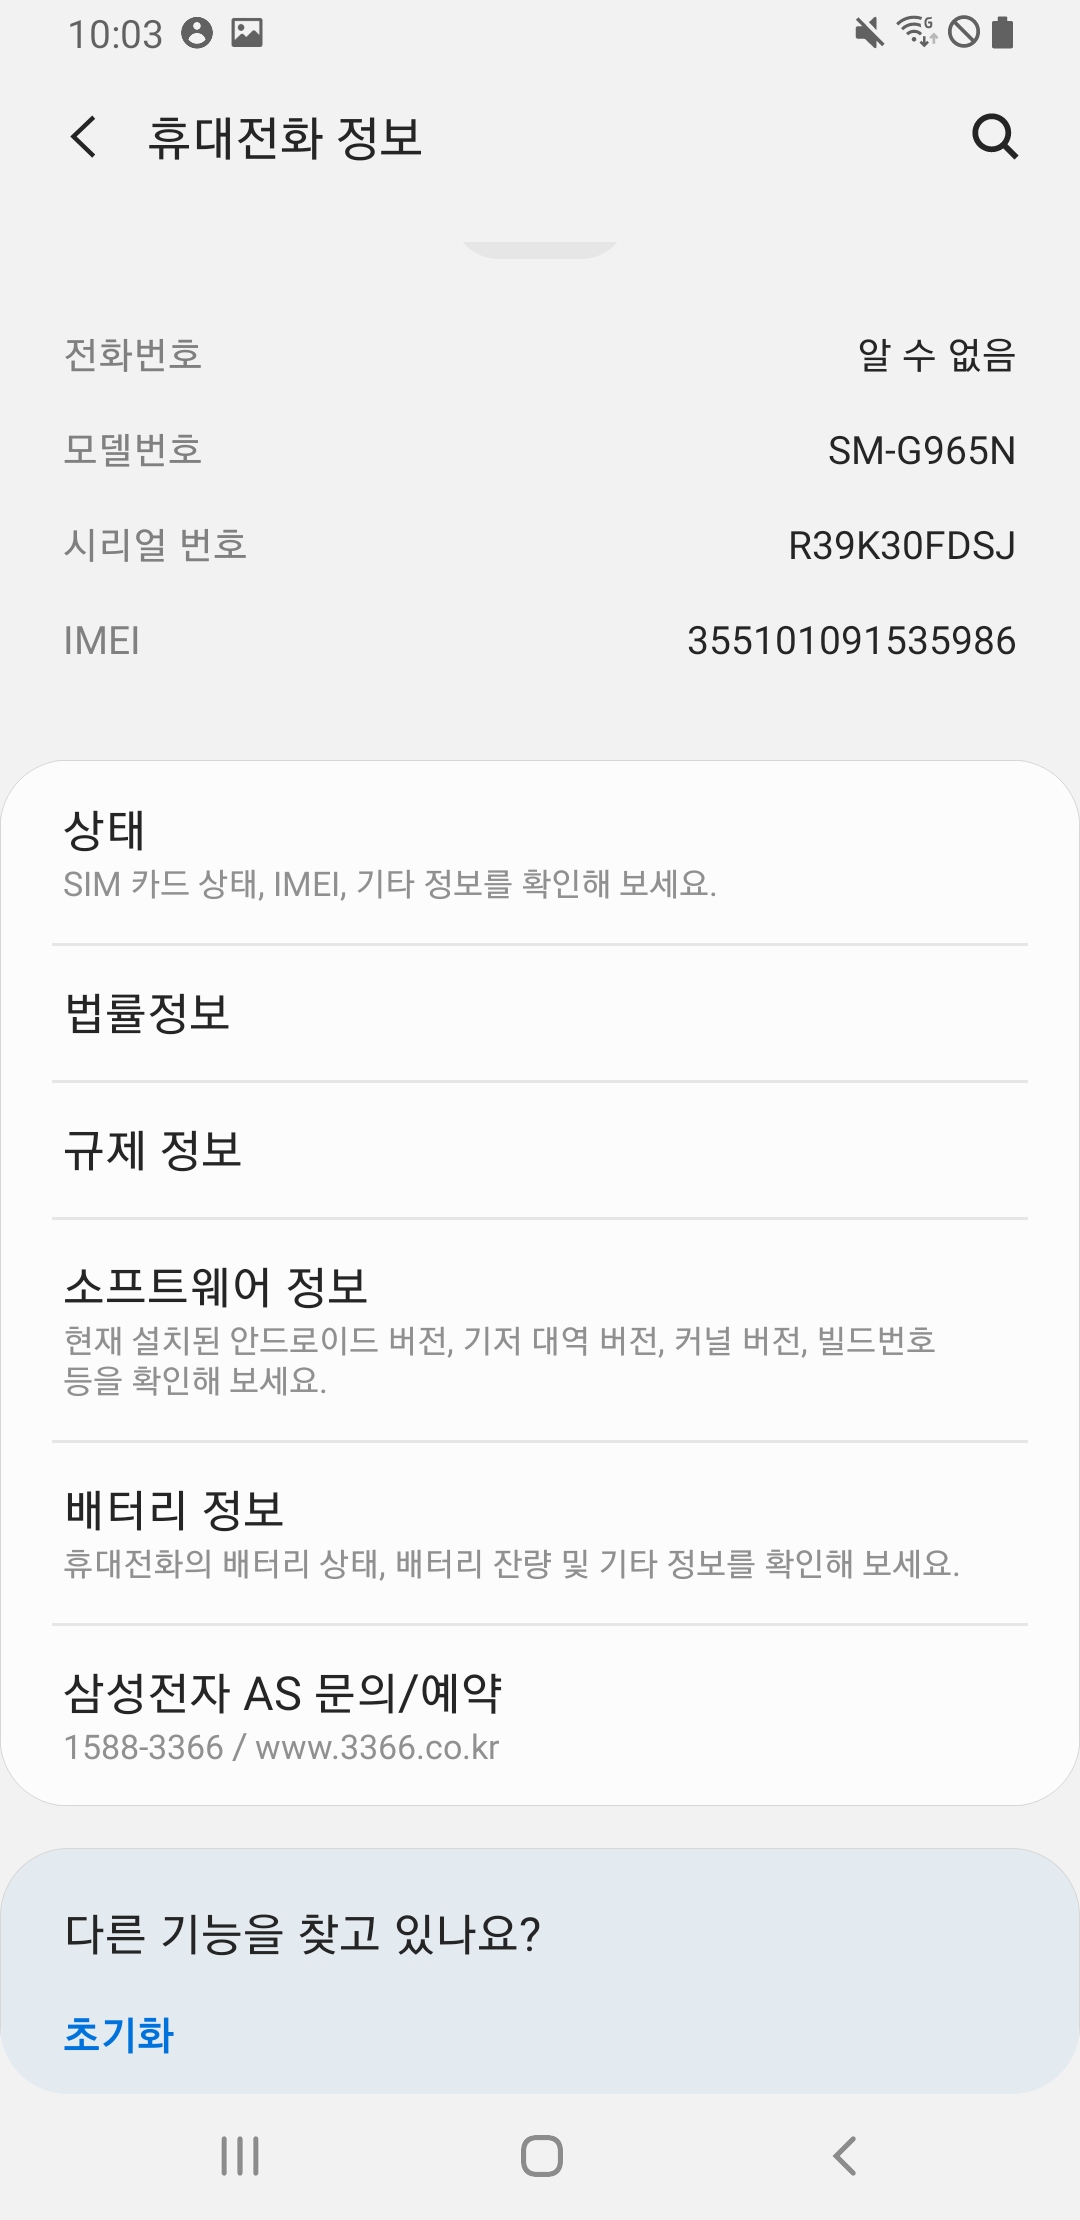 10:03
휴대전화 정보
전화번호 알 수 없음
모델번호 SM-G965N
시리얼 번호 R39K30FDSJ
IMEI 355101091535986
상태
SIM 카드 상태, IMEI, 기타 정보를 확인해 보세요.
법률정보
규제 정보
소프트웨어 정보
현재 설치된 안드로이드 버전, 기저 대역 버전, 커널 버전, 빌드번호
등을 확인해 보세요.
배터리 정보
휴대전화의 배터리 상태, 배터리 잔량 및 기타 정보를 확인해 보세요.
삼성전자 AS 문의/예약
1588-3366 / www.3366.co.kr
다른 기능을 찾고 있나요?
초기화